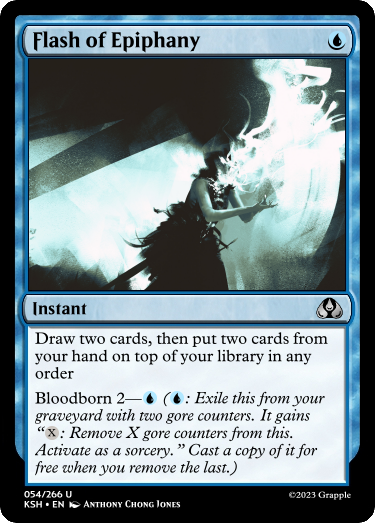 Flash of Epiphany
Instant
Draw two cards, then put two cards from
your hand on top of your library in any
order
Bloodborn 2— (: Exile this from your
graveyard with two gore counters. It gains
“X: Remove X gore counters from this.
Activate as a sorcery.” Cast a copy of it for
free when you remove the last.)
054/266 U
KSH • EN Anthony Chong Jones
©2023 Grapple